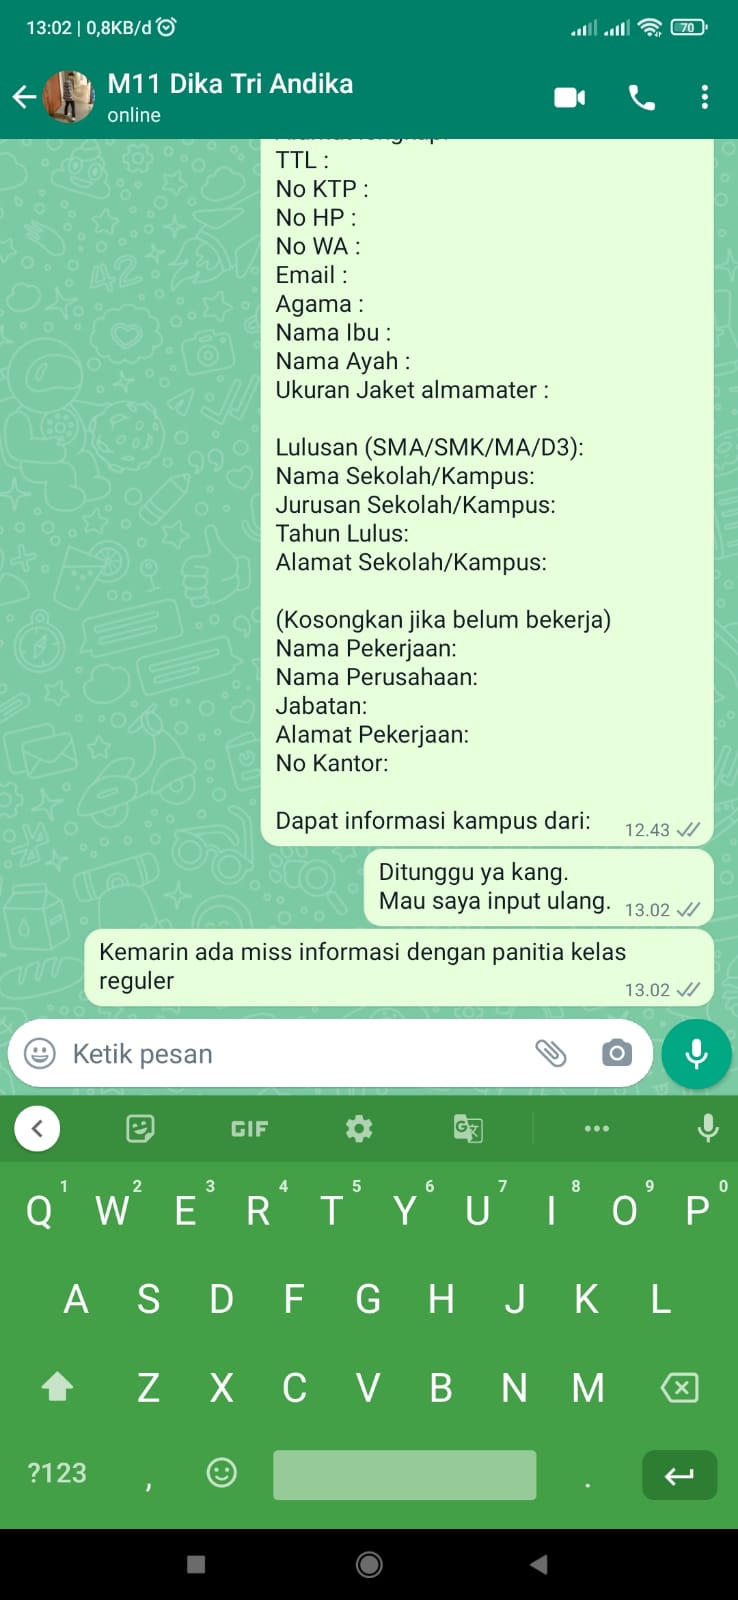 13:02 | 0,8KB/d
70
M11 Dika Tri Andika
online
TTL :
No KTP :
No HP :
No WA :
Email :
Agama :
Nama Ibu :
Nama Ayah :
Ukuran Jaket almamater :
Lulusan (SMA/SMK/MA/D3):
Nama Sekolah/Kampus:
Jurusan Sekolah/Kampus:
Tahun Lulus:
Alamat Sekolah/Kampus:
(Kosongkan jika belum bekerja)
Nama Pekerjaan:
Nama Perusahaan:
Jabatan:
Alamat Pekerjaan:
No Kantor:
Dapat informasi kampus dari:
12.43
Ditunggu ya kang.
Mau saya input ulang.
13.02
Kemarin ada miss informasi dengan panitia kelas
reguler
13.02
Ketik pesan
GIF
1 2 3 4 5 6 7 8 9 0
Q W E R T Y U I O P
A S D F G H J K L
Z X C V B N M
?123 , .